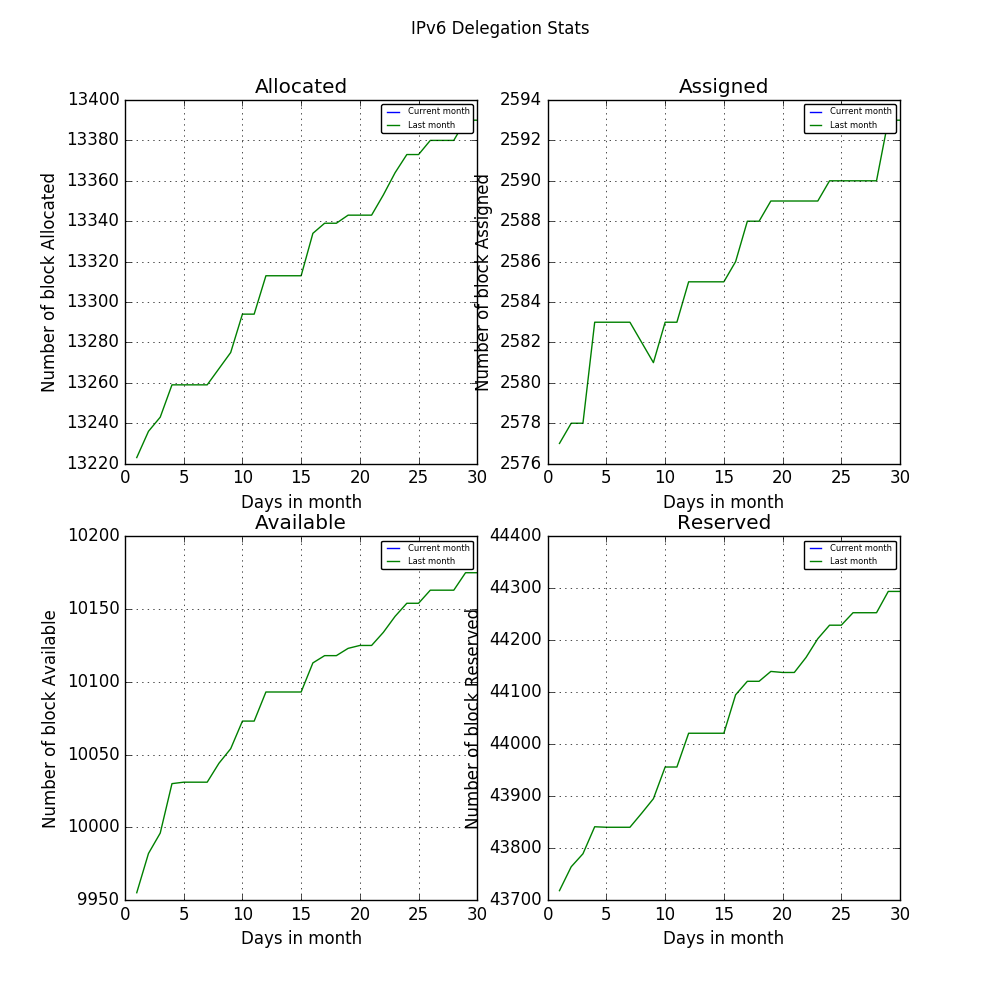 IPv6 Delegation Stats
Allocated
Number of block Allocated
13400
13380
13360
13340
13320
13300
13280
13260
13240
13220
0 5 10 15 20 25 30
Days in month
Current month
Last month
Assigned
Number of block Assigned
2594
2592
2590
2588
2586
2584
2582
2580
2578
2576
0 5 10 15 20 25 30
Days in month
Current month
Last month
Available
Number of block Available
10200
10150
10100
10050
10000
9950
0 5 10 15 20 25 30
Days in month
Current month
Last month
Reserved
Number of block Reserved
44400
44300
44200
44100
44000
43900
43800
43700
0 5 10 15 20 25 30
Days in month
Current month
Last month